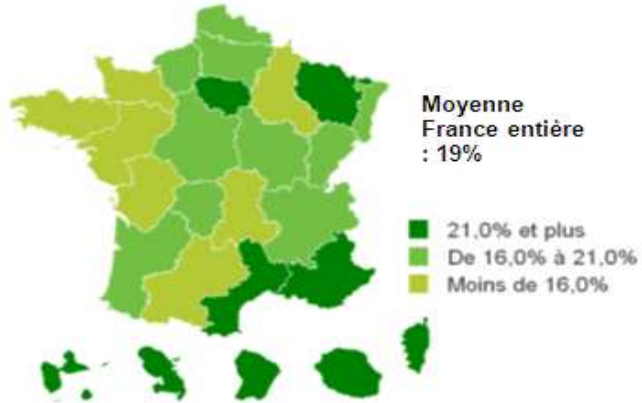 Moyenne
France entière
: 19%
21,0% et plus
De 16,0% à 21,0%
Moins de 16,0%